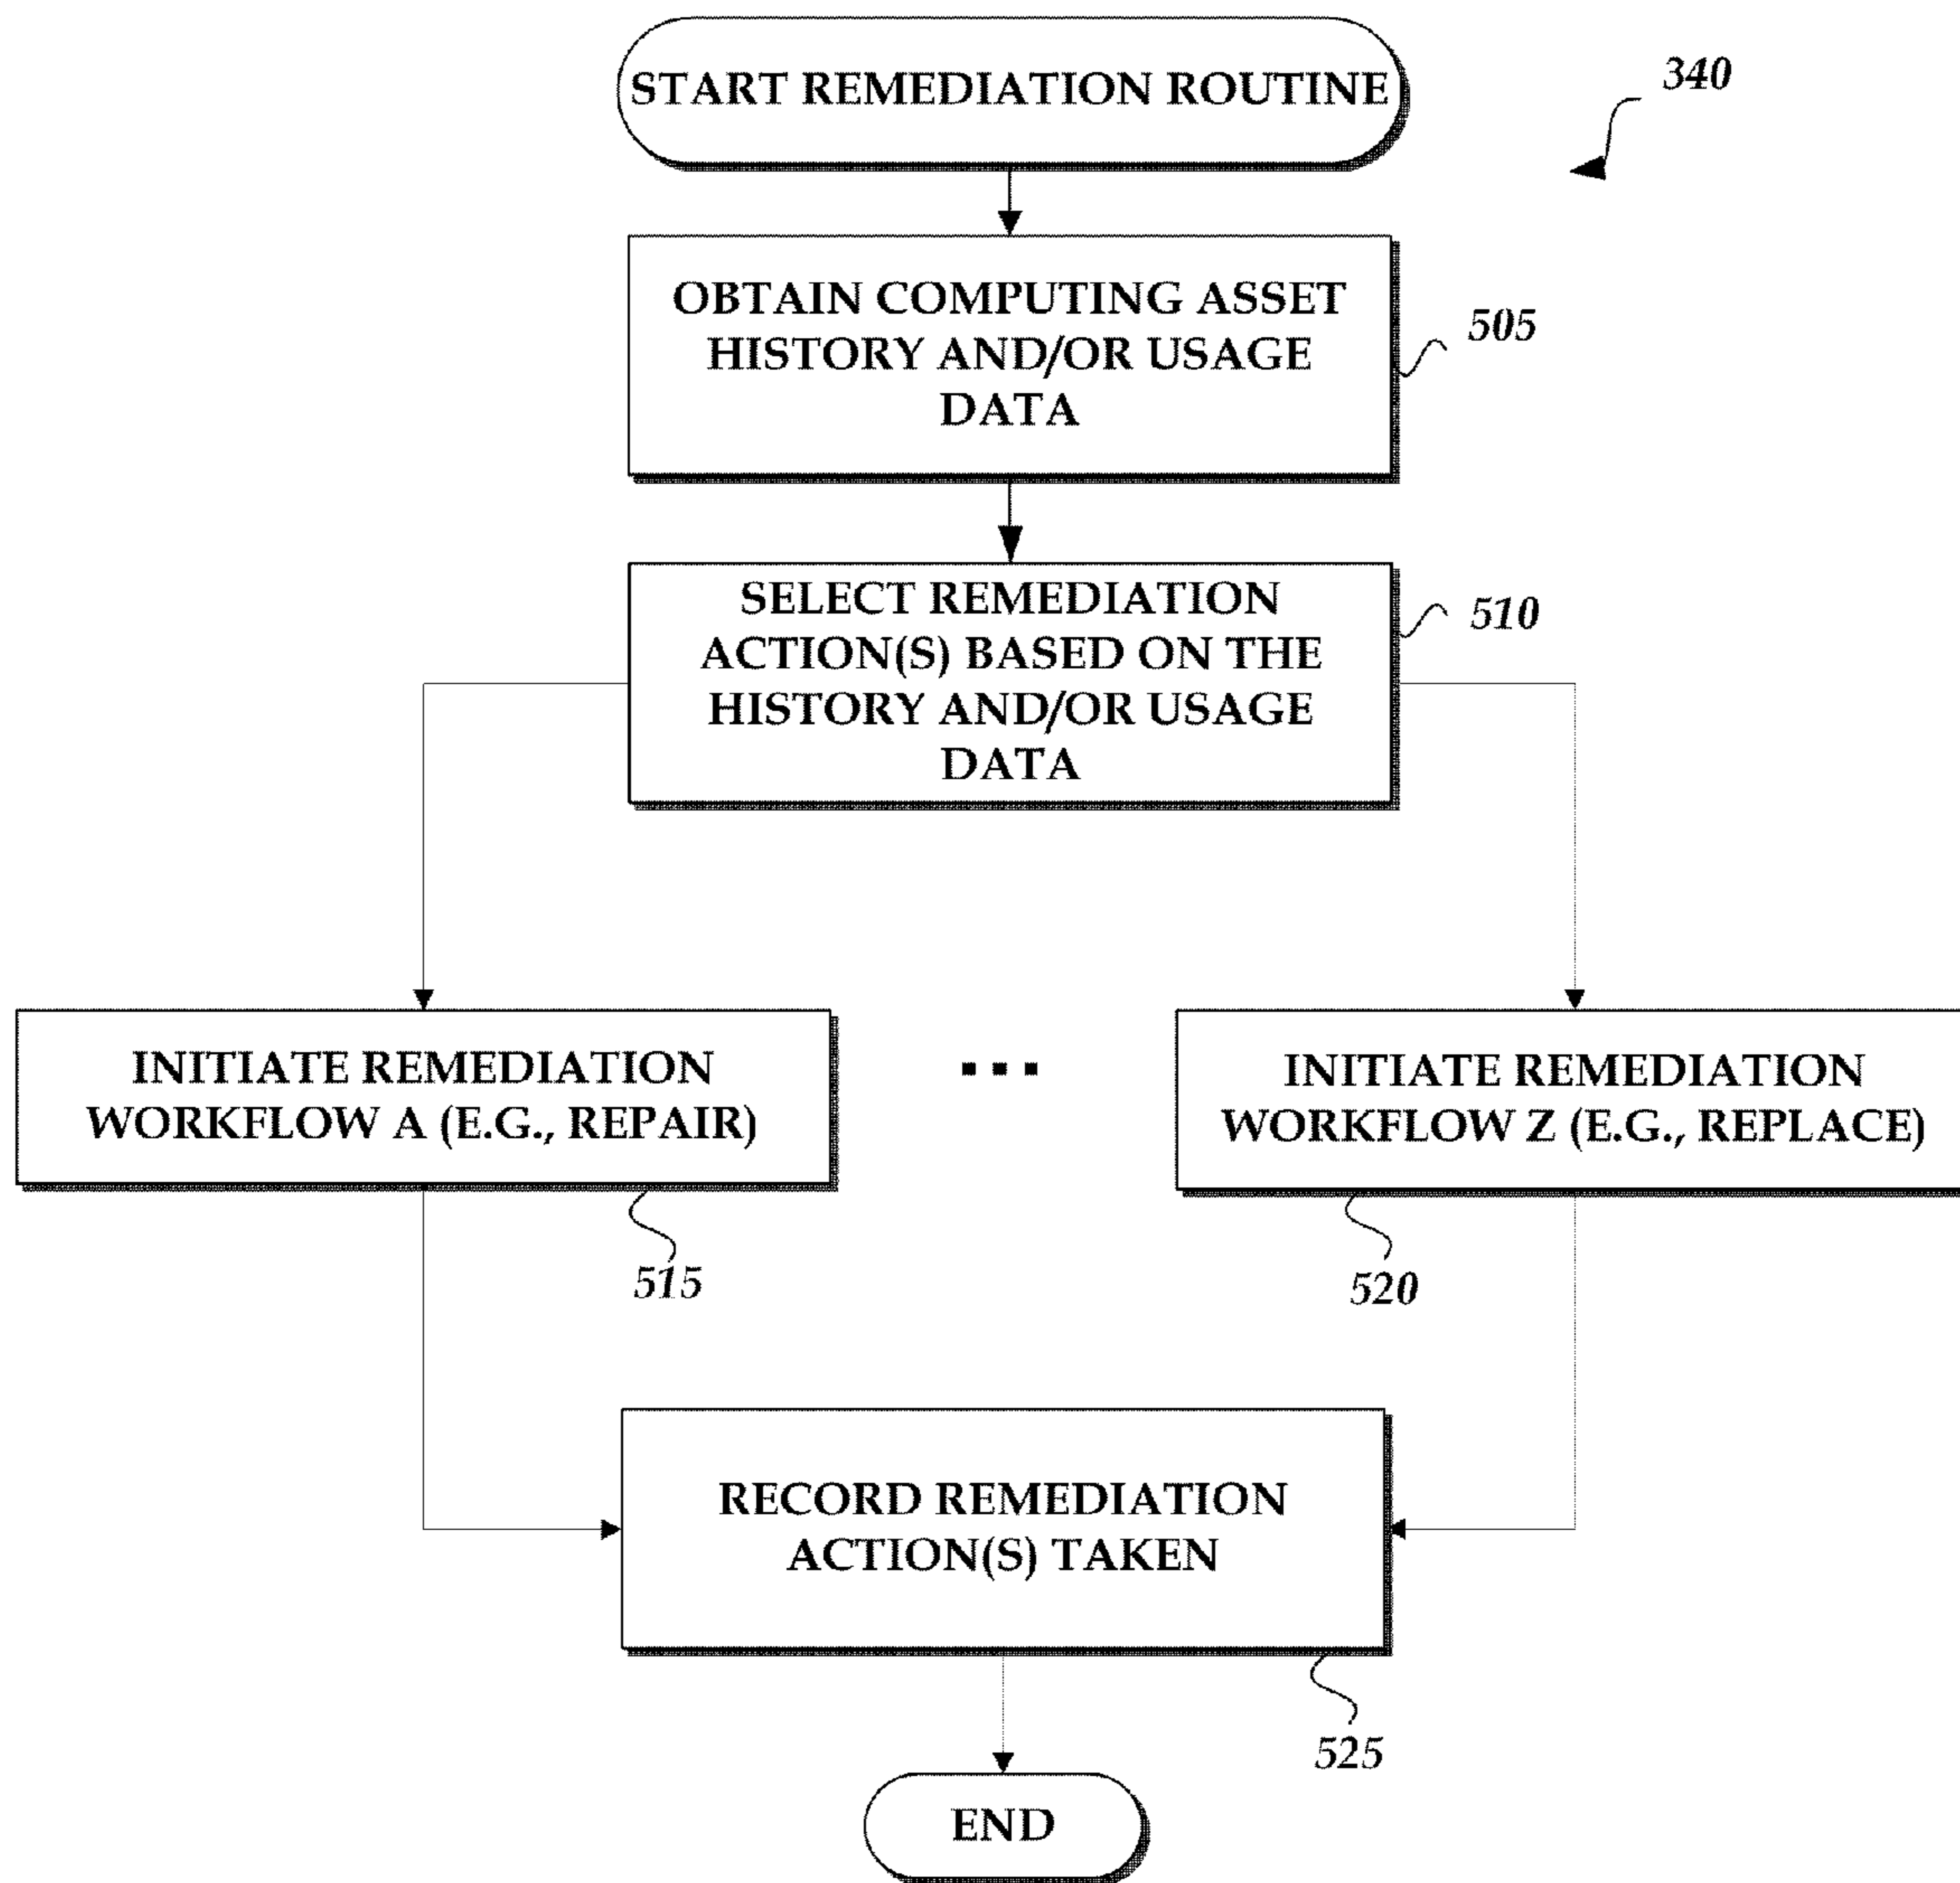 START REMEDIATION ROUTINE
340
OBTAIN COMPUTING ASSET
HISTORY AND/OR USAGE
DATA
505
SELECT REMEDIATION
ACTION(S) BASED ON THE
HISTORY AND/OR USAGE
DATA
510
INITIATE REMEDIATION
WORKFLOW A (E.G., REPAIR)
515
...
INITIATE REMEDIATION
WORKFLOW Z (E.G., REPLACE)
520
RECORD REMEDIATION
ACTION(S) TAKEN
525
END